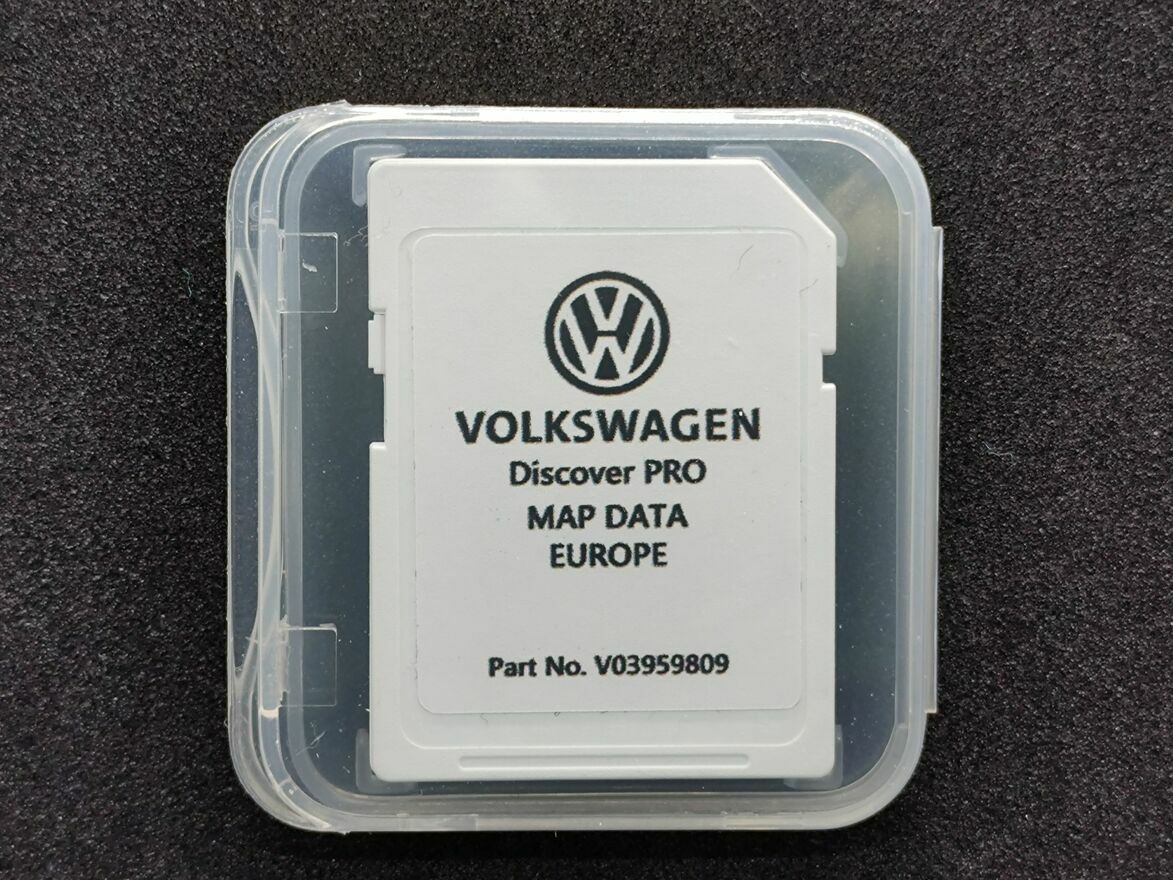 VOLKSWAGEN
Discover PRO
MAP DATA
EUROPE
Part No. V03959809